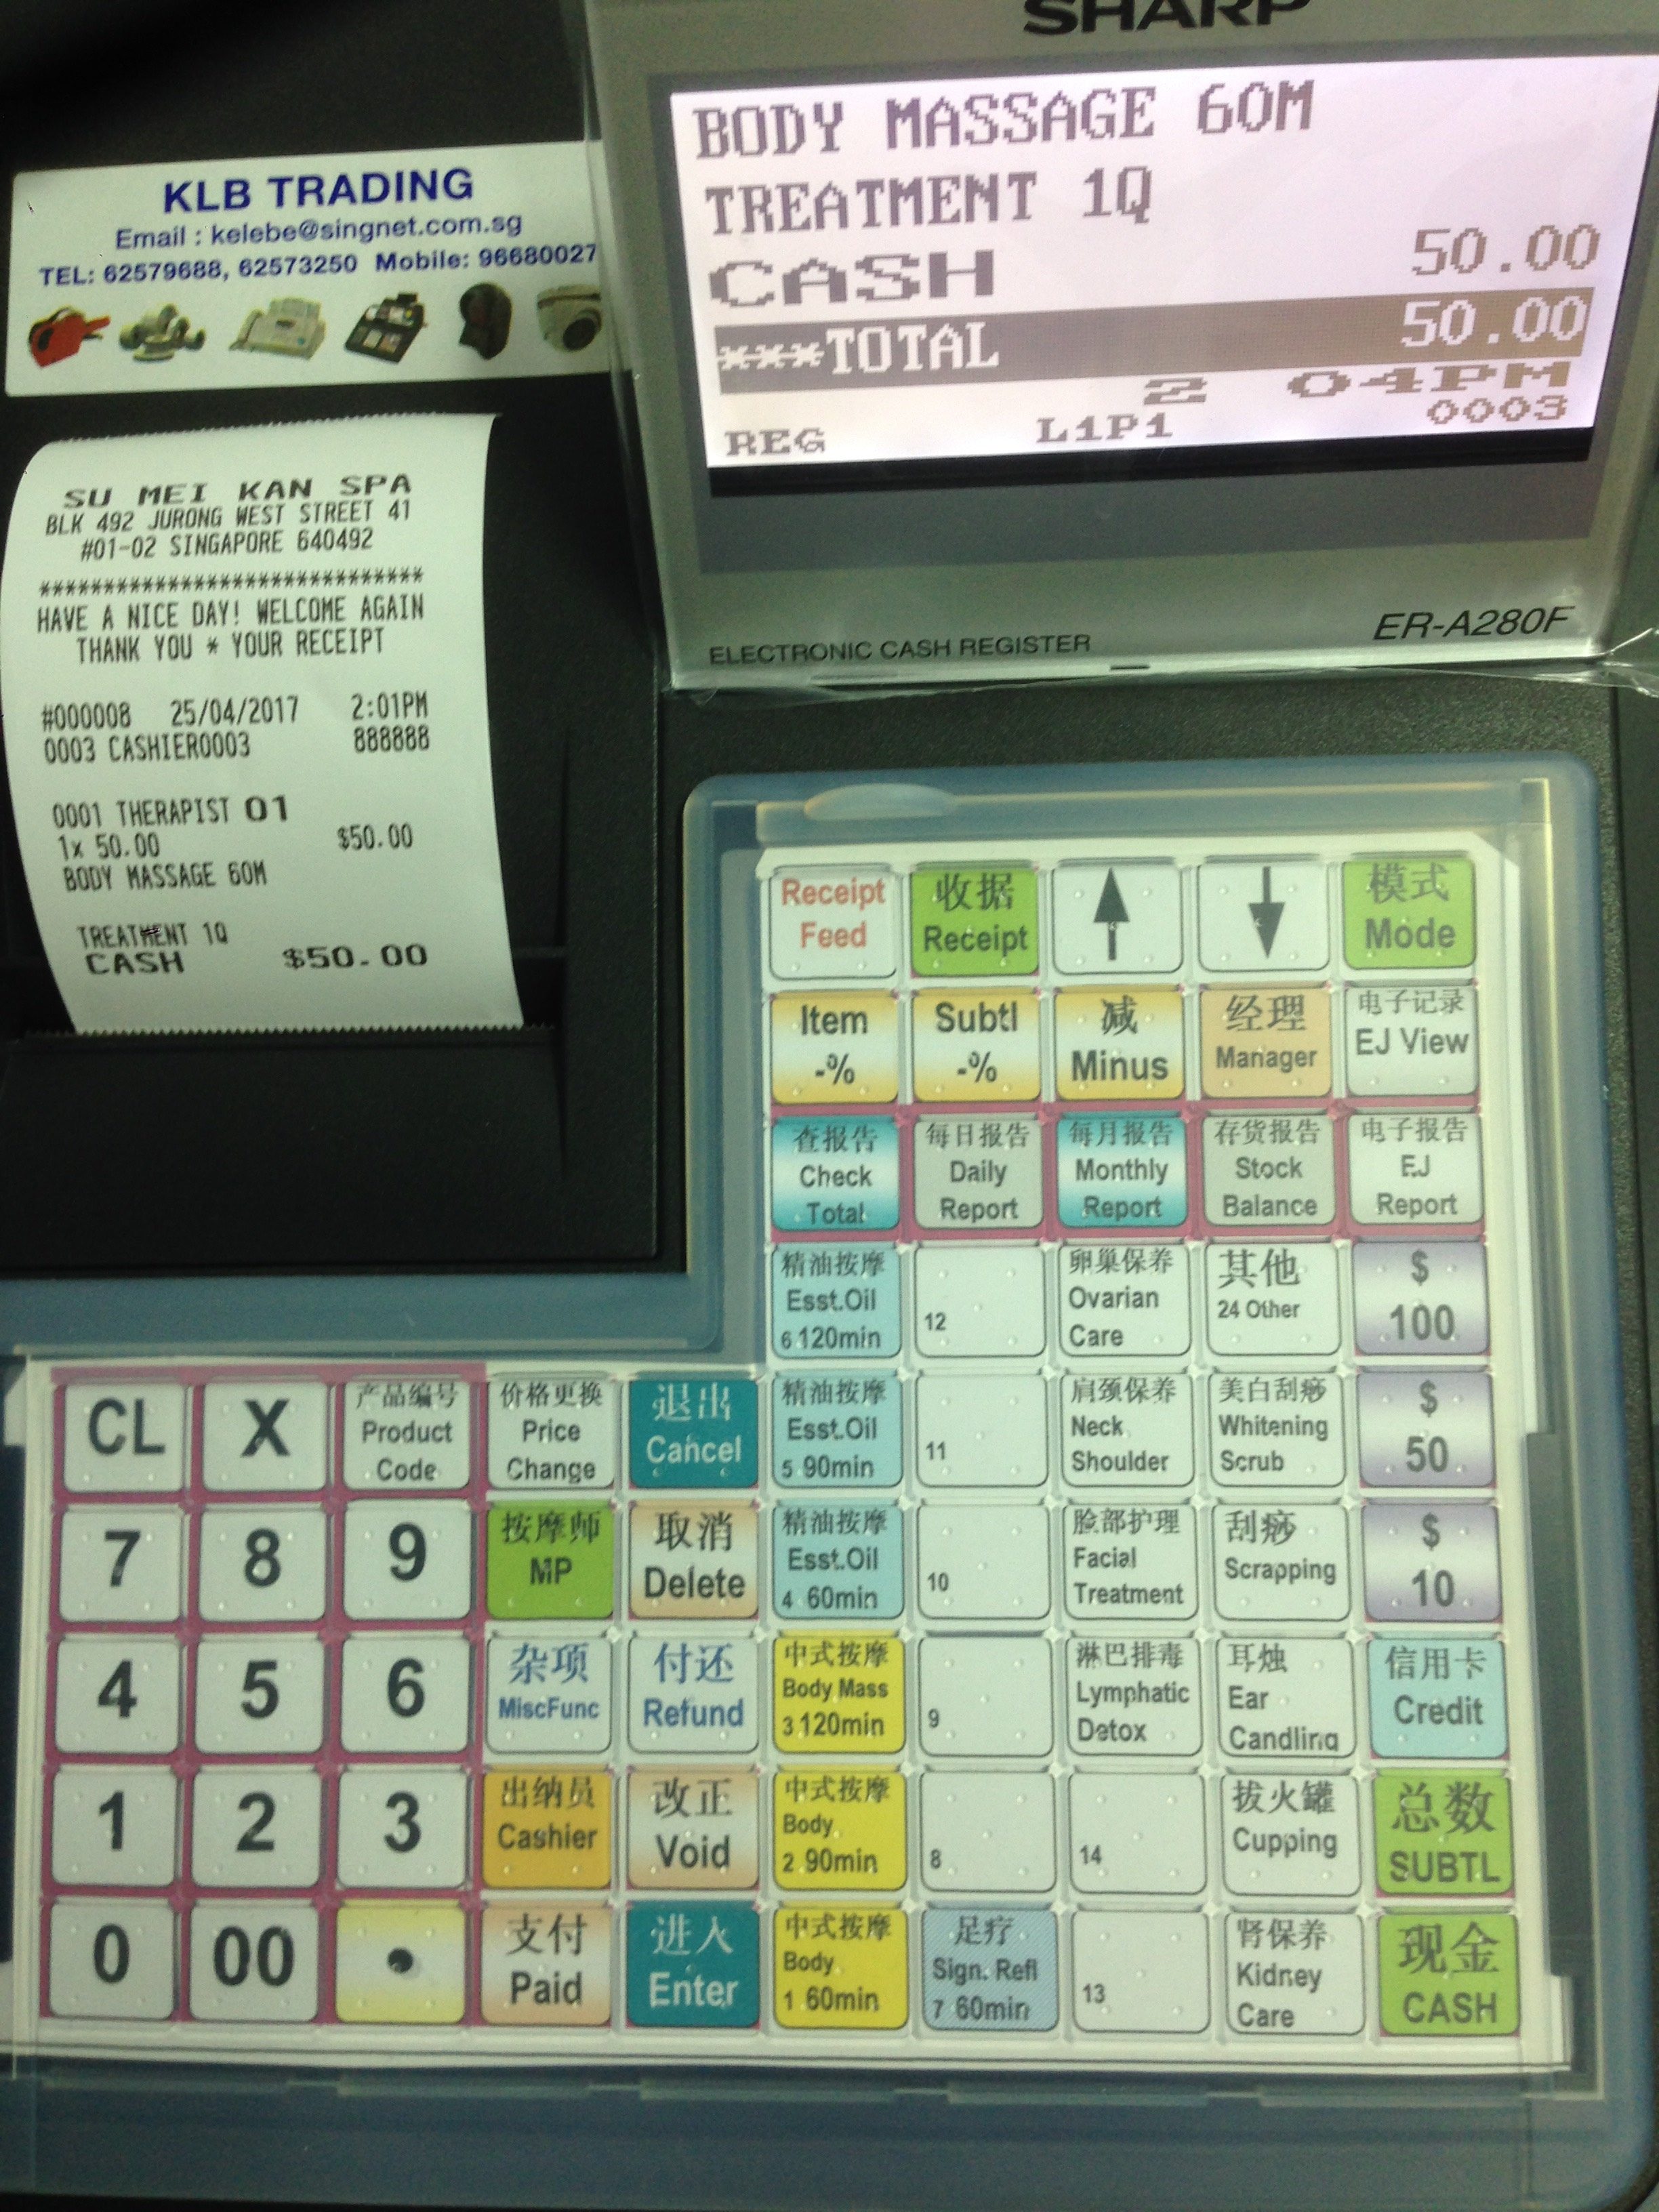 SHARP
BODY MASSAGE 60M
TREATMENT 1Q
CASH 50.00
***TOTAL 50.00
2 04PM
REG L1P1 0003
ELECTRONIC CASH REGISTER ER-A280F
KLB TRADING
Email : kelebe@singnet.com.sg
TEL: 62579688, 62573250 Mobile: 96680027
SU MEI KAN SPA
BLK 492 JURONG WEST STREET 41
#01-02 SINGAPORE 640492
******************************
HAVE A NICE DAY! WELCOME AGAIN
THANK YOU * YOUR RECEIPT
#000008 25/04/2017 2:01PM
0003 CASHIER0003 888888
0001 THERAPIST 01
1x 50.00 $50.00
BODY MASSAGE 60M
TREATMENT 1Q
CASH $50.00
Receipt
Feed
收据
Receipt
模式
Mode
Item
-%
Subtl
-%
减
Minus
经理
Manager
电子记录
EJ View
查报告
Check
Total
每日报告
Daily
Report
每月报告
Monthly
Report
存货报告
Stock
Balance
电子报告
EJ
Report
精油按摩
Esst.Oil
6 120min
12
卵巢保养
Ovarian
Care
其他
24 Other
$
100
CL
X
产品编号
Product
Code
价格更换
Price
Change
退出
Cancel
精油按摩
Esst.Oil
5 90min
11
肩颈保养
Neck
Shoulder
美白刮痧
Whitening
Scrub
$
50
7
8
9
按摩师
MP
取消
Delete
精油按摩
Esst.Oil
4 60min
10
脸部护理
Facial
Treatment
刮痧
Scrapping
$
10
4
5
6
杂项
MiscFunc
付还
Refund
中式按摩
Body Mass
3 120min
9
淋巴排毒
Lymphatic
Detox
耳烛
Ear
Candling
信用卡
Credit
1
2
3
出纳员
Cashier
改正
Void
中式按摩
Body
2 90min
8
14
拔火罐
Cupping
总数
SUBTL
0
00
.
支付
Paid
进入
Enter
中式按摩
Body
1 60min
足疗
Sign. Refl
7 60min
13
肾保养
Kidney
Care
现金
CASH